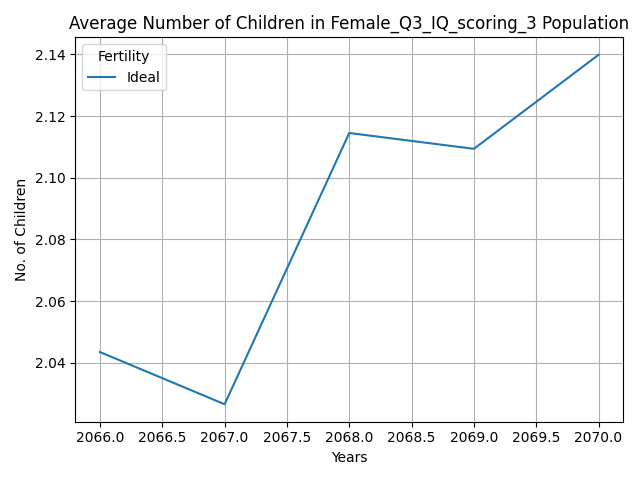 Average Number of Children in Female_Q3_IQ_scoring_3 Population
Fertility
Ideal
No. of Children
2.14
2.12
2.10
2.08
2.06
2.04
2066.0 2066.5 2067.0 2067.5 2068.0 2068.5 2069.0 2069.5 2070.0
Years